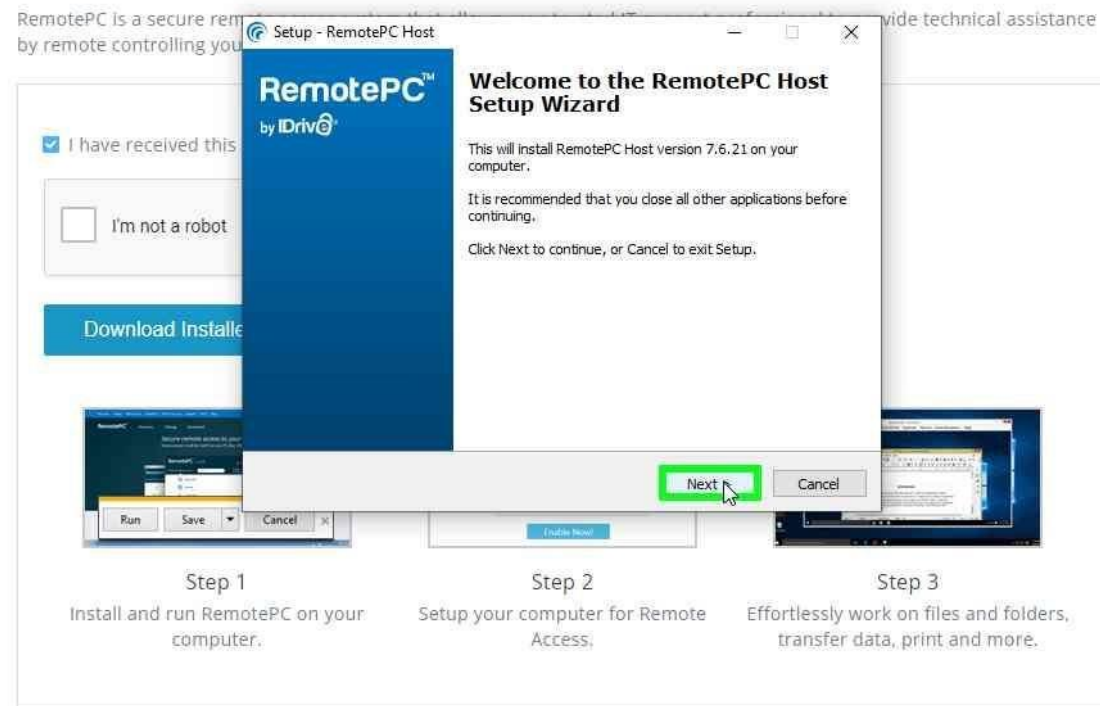 RemotePC is a secure
by remote controlling you
vide technical assistance
Setup - RemotePC Host
RemotePC™
by IDrive®
Welcome to the RemotePC Host
Setup Wizard
This will install RemotePC Host version 7.6.21 on your
computer.
It is recommended that you close all other applications before
continuing.
Click Next to continue, or Cancel to exit Setup.
Next >
Cancel
I have received this
I'm not a robot
Download Installe
Run
Save
Cancel
Enable Now!
Step 1
Install and run RemotePC on your
computer.
Step 2
Setup your computer for Remote
Access.
Step 3
Effortlessly work on files and folders,
transfer data, print and more.